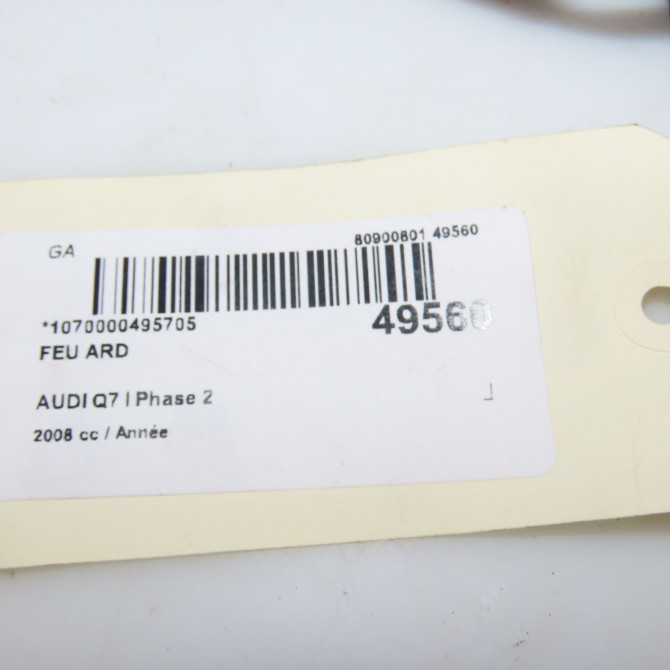 GA
80900801 49560
*1070000495705
49560
FEU ARD
AUDI Q7 I Phase 2
2008 cc / Année